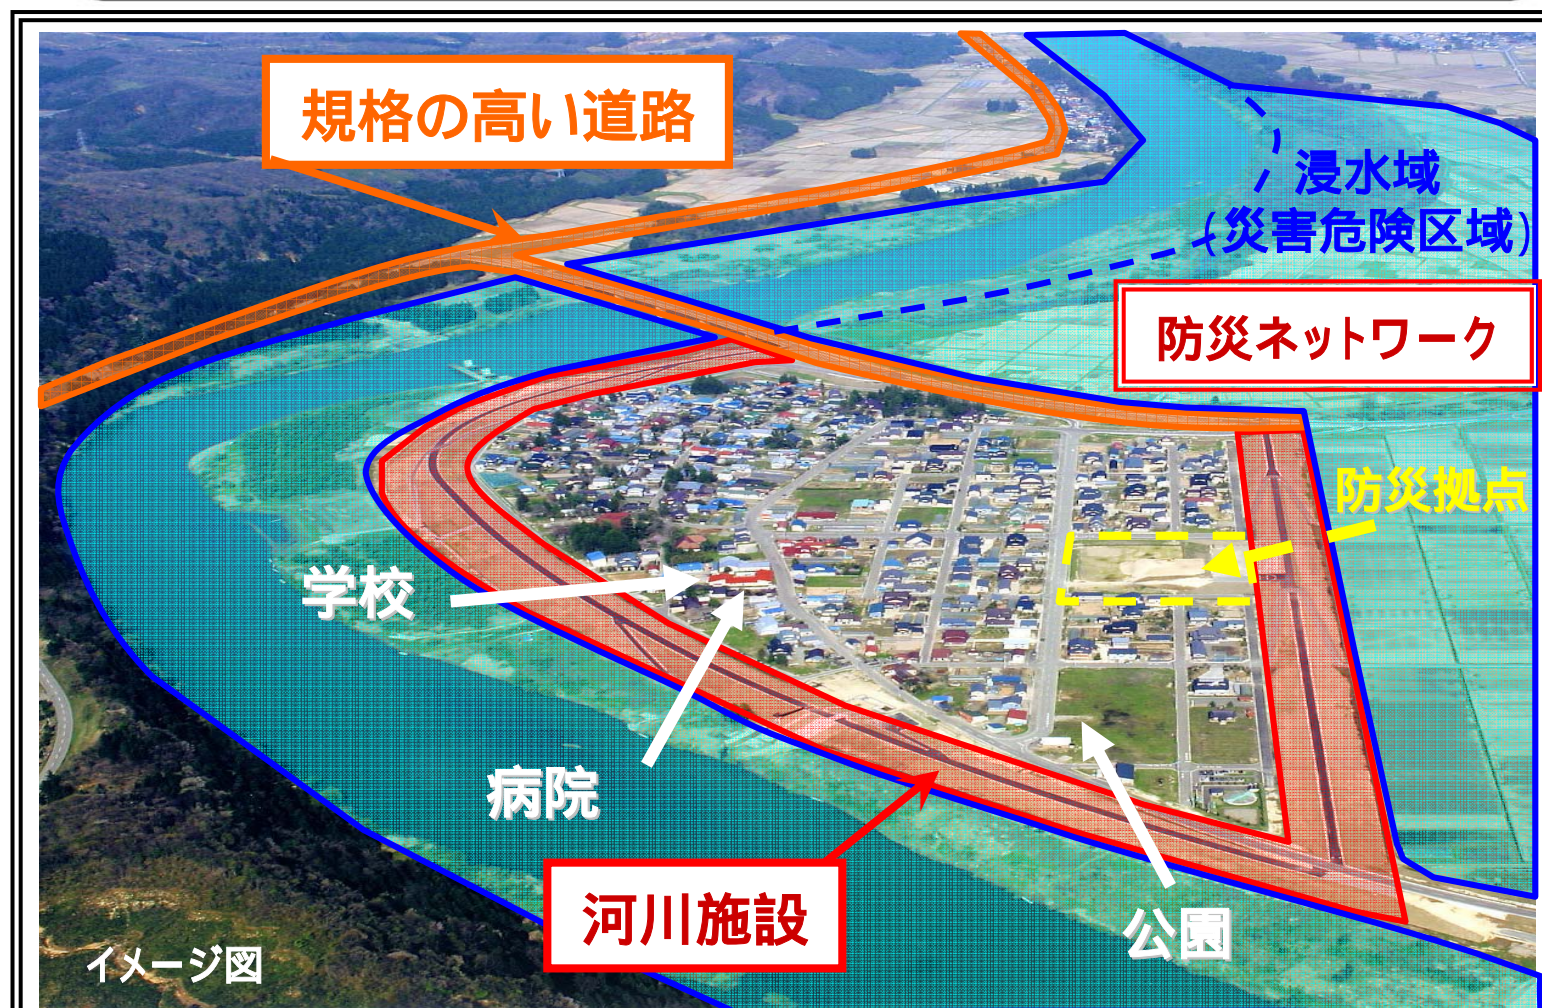 規格の高い道路
浸水域
(災害危険区域)
防災ネットワーク
防災拠点
学校
病院
河川施設
公園
イメージ図